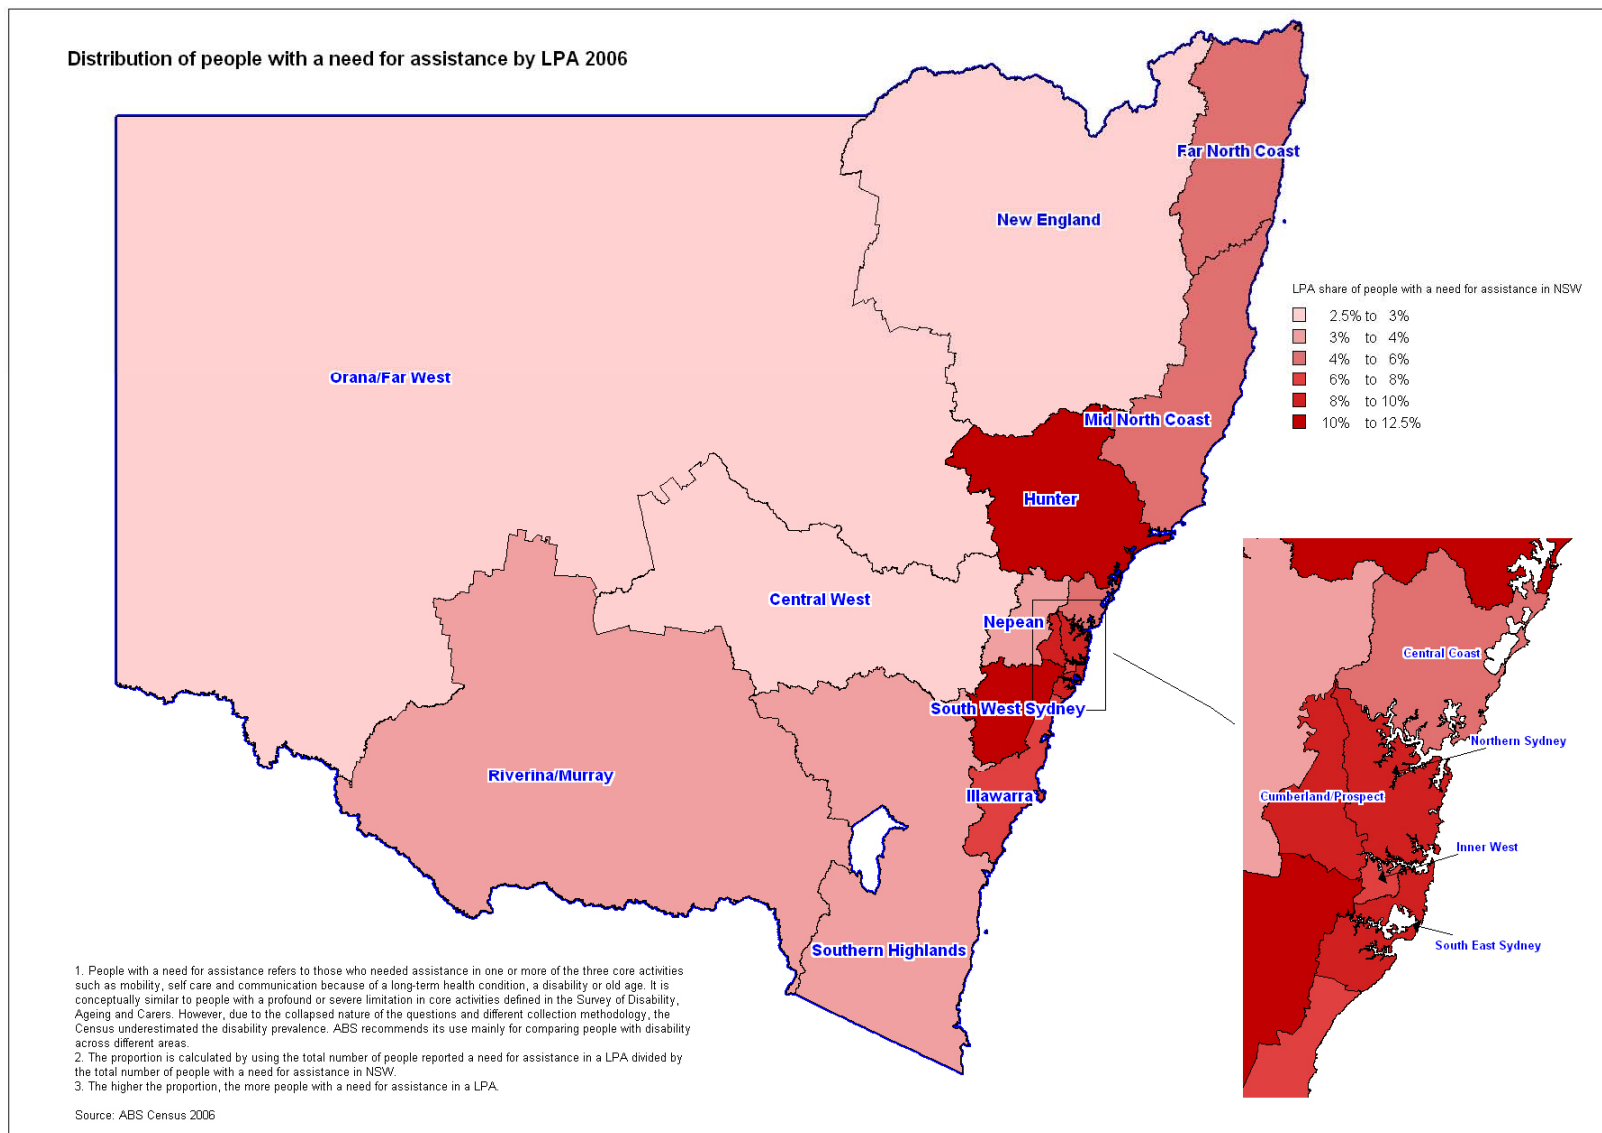 Distribution of people with a need for assistance by LPA 2006
Far North Coast
New England
LPA share of people with a need for assistance in NSW
2.5% to 3%
3% to 4%
4% to 6%
6% to 8%
8% to 10%
10% to 12.5%
Orana/Far West
Mid North Coast
Hunter
Central West
Nepean
South West Sydney
Riverina/Murray
Illawarra
Southern Highlands
Central Coast
Northern Sydney
Cumberland/Prospect
Inner West
South East Sydney
1. People with a need for assistance refers to those who needed assistance in one or more of the three core activities
such as mobility, self care and communication because of a long-term health condition, a disability or old age. It is
conceptually similar to people with a profound or severe limitation in core activities defined in the Survey of Disability,
Ageing and Carers. However, due to the collapsed nature of the questions and different collection methodology, the
Census underestimated the disability prevalence. ABS recommends its use mainly for comparing people with disability
across different areas.
2. The proportion is calculated by using the total number of people reported a need for assistance in a LPA divided by
the total number of people with a need for assistance in NSW.
3. The higher the proportion, the more people with a need for assistance in a LPA.
Source: ABS Census 2006